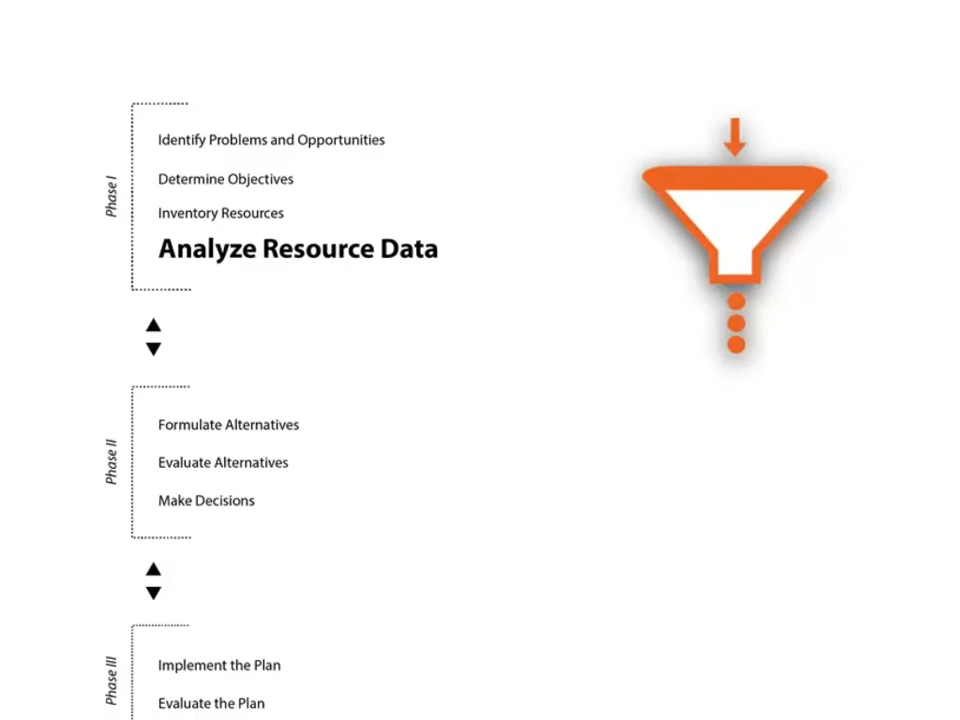 Phase I
Identify Problems and Opportunities
Determine Objectives
Inventory Resources
Analyze Resource Data
Phase II
Formulate Alternatives
Evaluate Alternatives
Make Decisions
Phase III
Implement the Plan
Evaluate the Plan